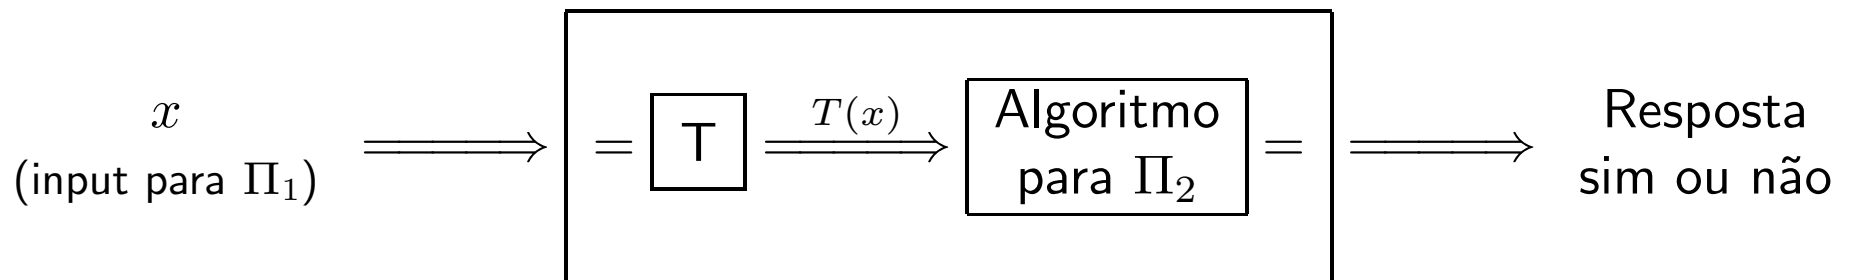 x
(input para Π₁)
=
T
=
T(x)
Algoritmo
para Π₂
=
Resposta
sim ou não